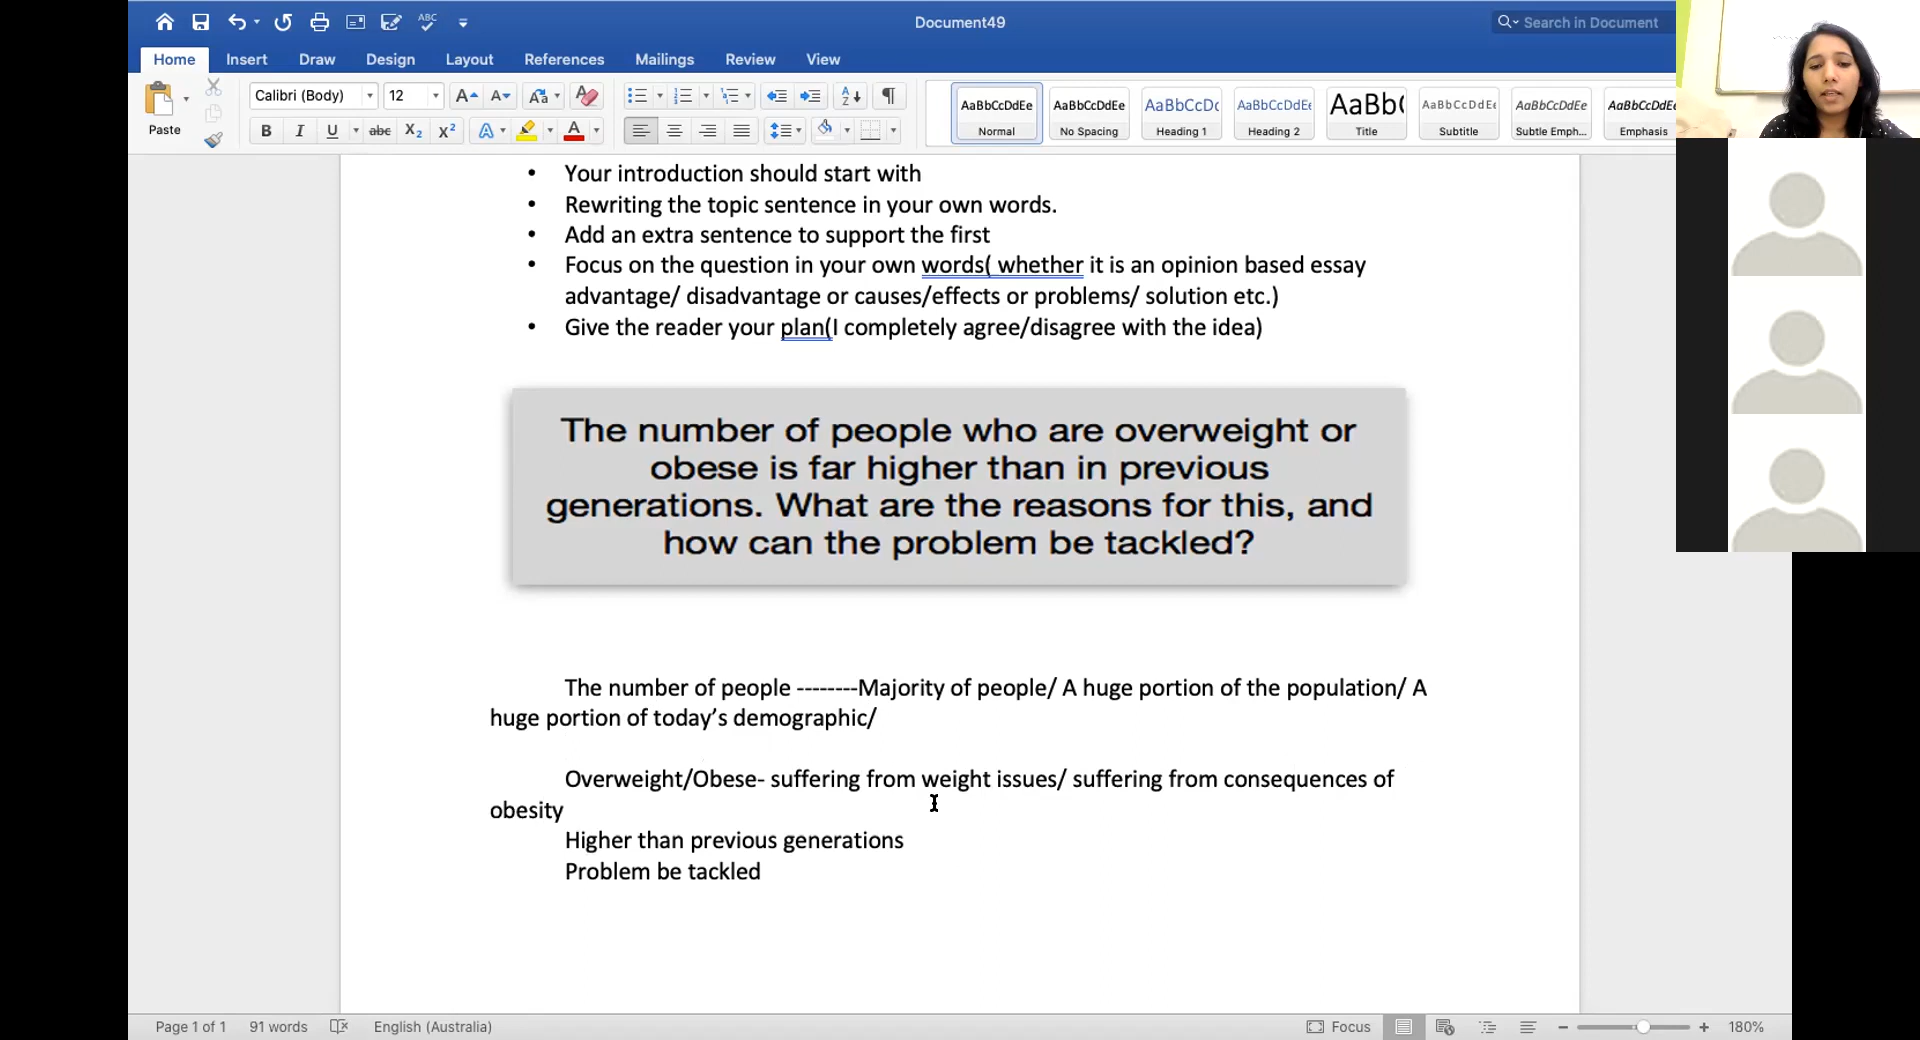 ABC
Document49
Search in Document
Home Insert Draw Design Layout References Mailings Review View
Paste
Calibri (Body) 12
AaBbCcDdEe AaBbCcDdEe AaBbCcDc AaBbCcDdEe AaBb( AaBbCcDdEe AaBbCcDdEe AaBbCcDdEe
Normal No Spacing Heading 1 Heading 2 Title Subtitle Subtle Emph... Emphasis
• Your introduction should start with
• Rewriting the topic sentence in your own words.
• Add an extra sentence to support the first
• Focus on the question in your own words( whether it is an opinion based essay
advantage/ disadvantage or causes/effects or problems/ solution etc.)
• Give the reader your plan(I completely agree/disagree with the idea)
The number of people who are overweight or
obese is far higher than in previous
generations. What are the reasons for this, and
how can the problem be tackled?
The number of people --------Majority of people/ A huge portion of the population/ A
huge portion of today’s demographic/
Overweight/Obese- suffering from weight issues/ suffering from consequences of
obesity
Higher than previous generations
Problem be tackled
Page 1 of 1 91 words English (Australia) Focus 180%